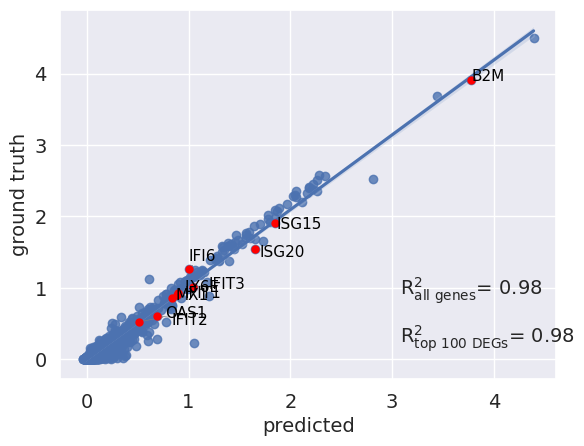 4
3
2
1
0
ground truth
B2M
ISG15
ISG20
IFI6
IFIT3
MX1
OAS1
IFIT2
R²all genes= 0.98
R²top 100 DEGs= 0.98
0 1 2 3 4
predicted